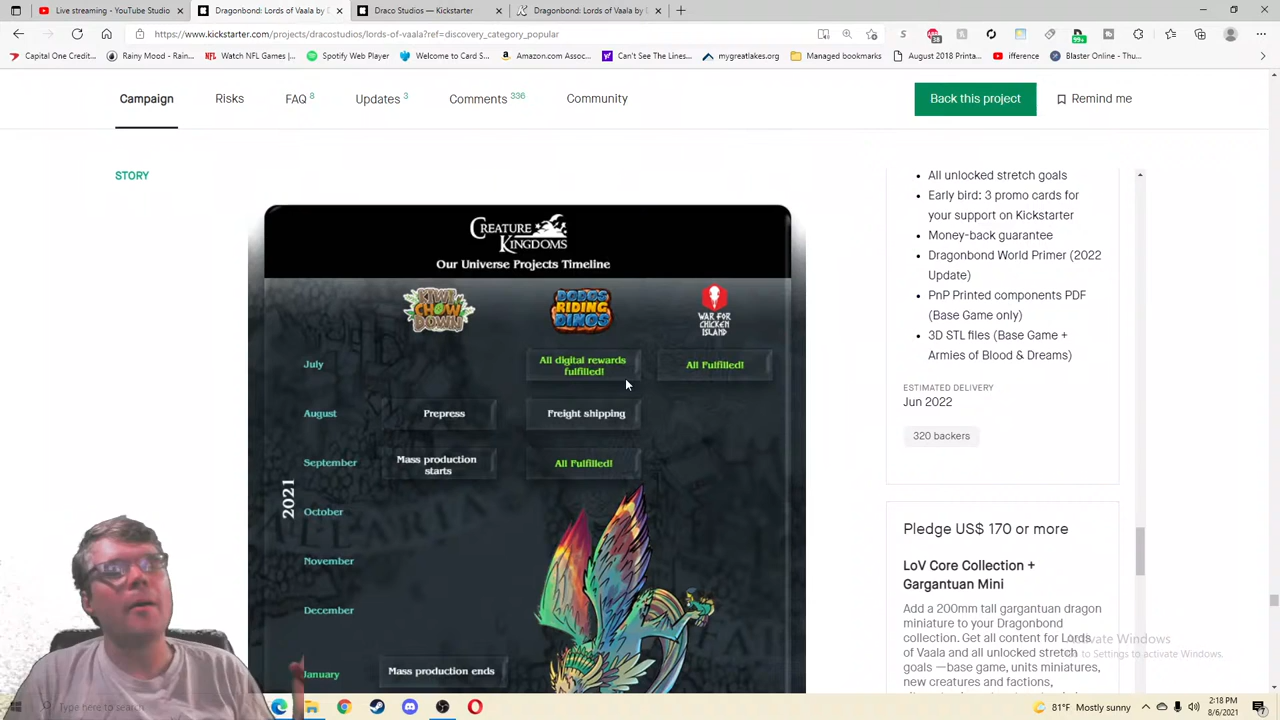 Live streaming - YouTube Studio
Dragonbond: Lords of Vaala by D
Draco Studios — Kickstarter
Dragonbond: Lords of Vaala by D
https://www.kickstarter.com/projects/dracostudios/lords-of-vaala?ref=discovery_category_popular
Capital One Credit...
Rainy Mood - Rain...
Watch NFL Games |...
Spotify Web Player
Welcome to Card S...
Amazon.com Assoc...
Can't See The Lines...
mygreatlakes.org
Managed bookmarks
August 2018 Printa...
ifference
Blaster Online - Thu...
Campaign
Risks
FAQ 8
Updates 3
Comments 336
Community
Back this project
Remind me
STORY
CREATURE
KINGDOMS
Our Universe Projects Timeline
KIWI
CHOW
DOWN
DODOS
RIDING
DINOS
WAR FOR
CHICKEN
ISLAND
July
All digital rewards
fulfilled!
All Fulfilled!
August
Prepress
Freight shipping
September
Mass production
starts
All Fulfilled!
2021
October
November
December
January
Mass production ends
All unlocked stretch goals
Early bird: 3 promo cards for
your support on Kickstarter
Money-back guarantee
Dragonbond World Primer (2022
Update)
PnP Printed components PDF
(Base Game only)
3D STL files (Base Game +
Armies of Blood & Dreams)
ESTIMATED DELIVERY
Jun 2022
320 backers
Pledge US$ 170 or more
LoV Core Collection +
Gargantuan Mini
Add a 200mm tall gargantuan dragon
miniature to your Dragonbond
collection. Get all content for Lords
of Vaala and all unlocked stretch
goals —base game, units miniatures,
new creatures and factions,
Activate Windows
Go to Settings to activate Windows.
Type here to search
81°F Mostly sunny
2:18 PM
8/6/2021